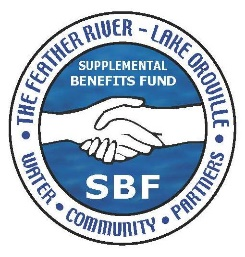 • THE FEATHER RIVER - LAKE OROVILLE •
SUPPLEMENTAL
BENEFITS FUND
SBF
WATER • COMMUNITY • PARTNERS